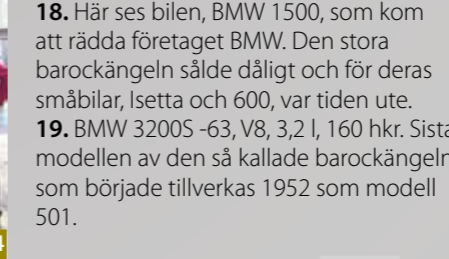 18. Här ses bilen, BMW 1500, som kom
att rädda företaget BMW. Den stora
barockängeln sålde dåligt och för deras
småbilar, Isetta och 600, var tiden ute.
19. BMW 3200S -63, V8, 3,2 l, 160 hkr. Sista
modellen av den så kallade barockängeln
som började tillverkas 1952 som modell
501.
4